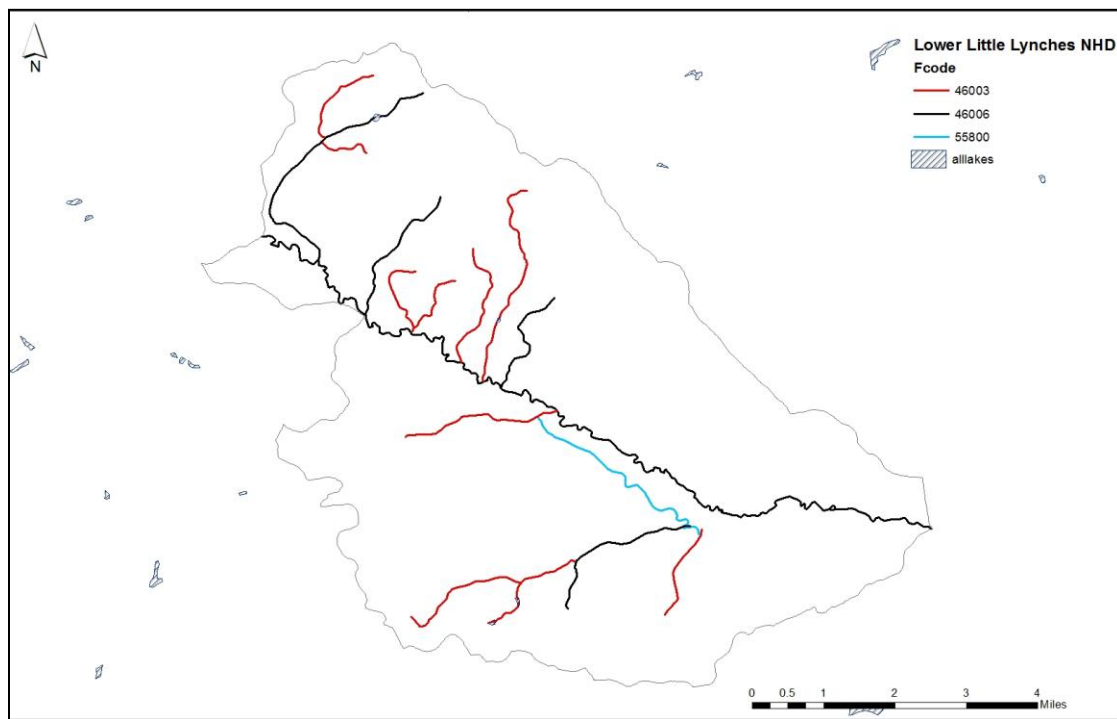 N
Lower Little Lynches NHD
Fcode
46003
46006
55800
alllakes
0 0.5 1 2 3 4
Miles